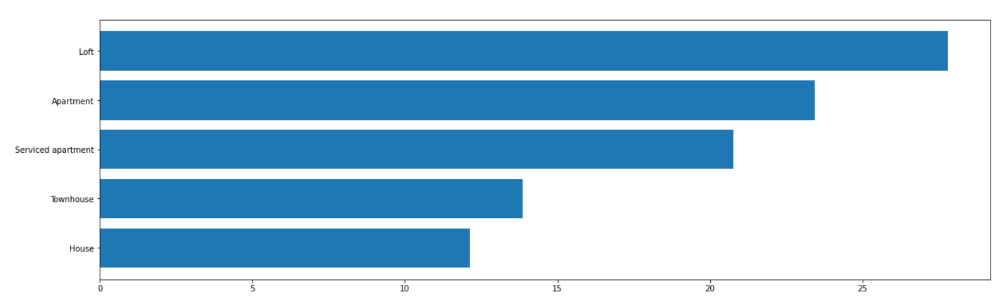 Loft
Apartment
Serviced apartment
Townhouse
House
0 5 10 15 20 25